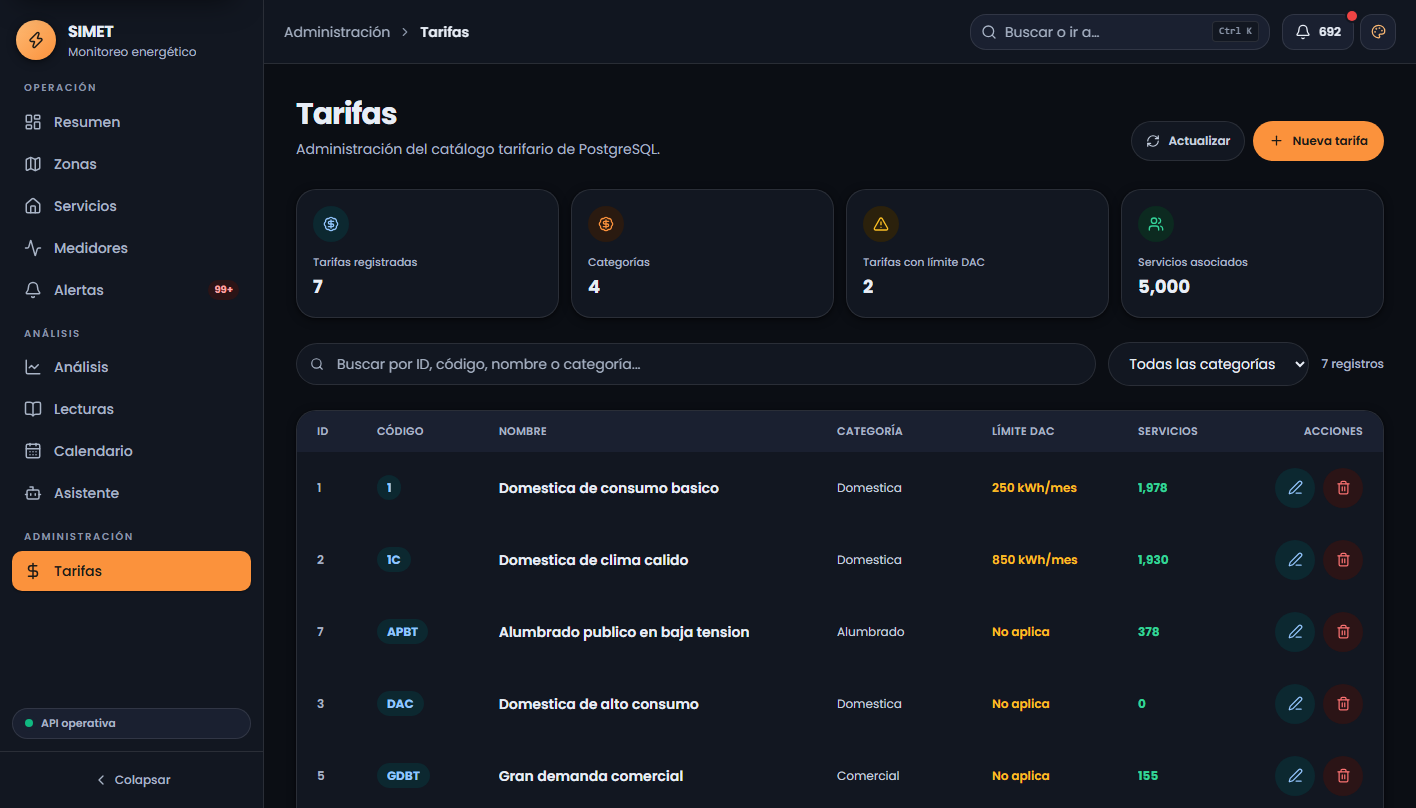 SIMET
Monitoreo energético
OPERACIÓN
Resumen
Zonas
Servicios
Medidores
Alertas 99+
ANÁLISIS
Análisis
Lecturas
Calendario
Asistente
ADMINISTRACIÓN
Tarifas
API operativa
Colapsar
Administración > Tarifas
Buscar o ir a... Ctrl K
692
Tarifas
Administración del catálogo tarifario de PostgreSQL.
Actualizar
Nueva tarifa
Tarifas registradas
7
Categorías
4
Tarifas con límite DAC
2
Servicios asociados
5,000
Buscar por ID, código, nombre o categoría...
Todas las categorías
7 registros
ID CÓDIGO NOMBRE CATEGORÍA LÍMITE DAC SERVICIOS ACCIONES
1 1 Domestica de consumo basico Domestica 250 kWh/mes 1,978
2 1C Domestica de clima calido Domestica 850 kWh/mes 1,930
7 APBT Alumbrado publico en baja tension Alumbrado No aplica 378
3 DAC Domestica de alto consumo Domestica No aplica 0
5 GDBT Gran demanda comercial Comercial No aplica 155